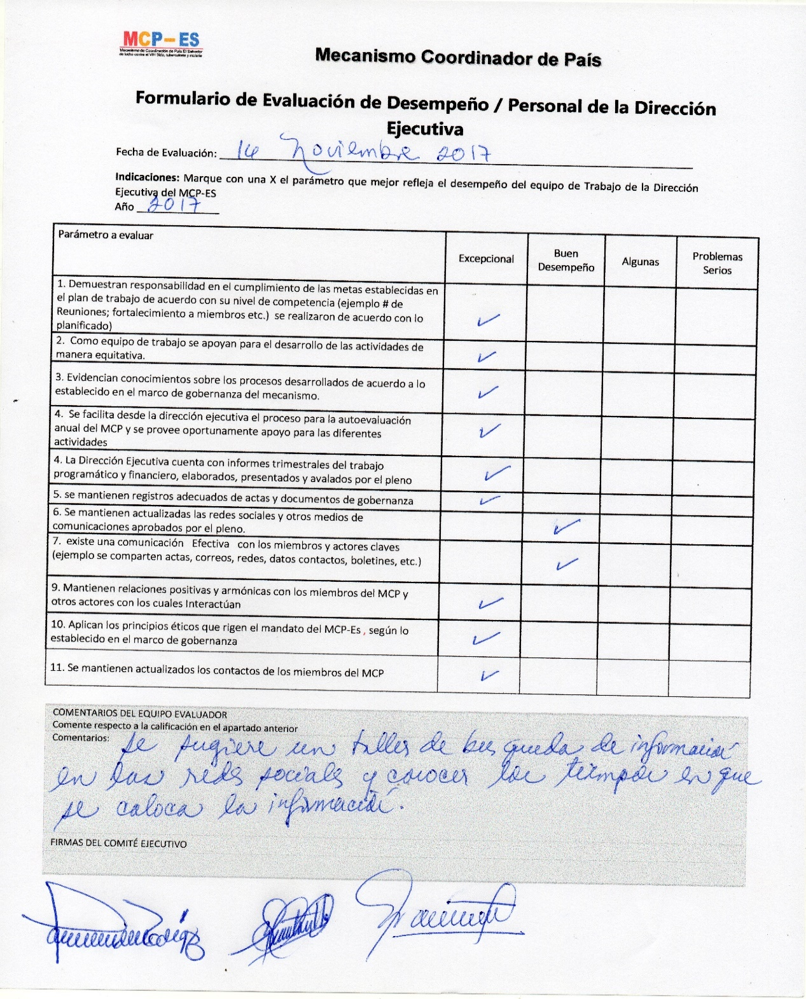 MCP-ES
Mecanismo de Coordinación de País El Salvador
de lucha contra el VIH Sida, tuberculosis y malaria
Mecanismo Coordinador de País
Formulario de Evaluación de Desempeño / Personal de la Dirección
Ejecutiva
Fecha de Evaluación: 14 Noviembre 2017
Indicaciones: Marque con una X el parámetro que mejor refleja el desempeño del equipo de Trabajo de la Dirección
Ejecutiva del MCP-ES
Año 2017
Parámetro a evaluar
Excepcional
Buen
Desempeño
Algunas
Problemas
Serios
1. Demuestran responsabilidad en el cumplimiento de las metas establecidas en
el plan de trabajo de acuerdo con su nivel de competencia (ejemplo # de
Reuniones; fortalecimiento a miembros etc.) se realizaron de acuerdo con lo
planificado) ✓
2. Como equipo de trabajo se apoyan para el desarrollo de las actividades de
manera equitativa. ✓
3. Evidencian conocimientos sobre los procesos desarrollados de acuerdo a lo
establecido en el marco de gobernanza del mecanismo. ✓
4. Se facilita desde la dirección ejecutiva el proceso para la autoevaluación
anual del MCP y se provee oportunamente apoyo para las diferentes
actividades ✓
4. La Dirección Ejecutiva cuenta con informes trimestrales del trabajo
programático y financiero, elaborados, presentados y avalados por el pleno ✓
5. se mantienen registros adecuados de actas y documentos de gobernanza ✓
6. Se mantienen actualizadas las redes sociales y otros medios de
comunicaciones aprobados por el pleno. ✓
7. existe una comunicación Efectiva con los miembros y actores claves
(ejemplo se comparten actas, correos, redes, datos contactos, boletines, etc.) ✓
9. Mantienen relaciones positivas y armónicas con los miembros del MCP y
otros actores con los cuales Interactúan ✓
10. Aplican los principios éticos que rigen el mandato del MCP-Es , según lo
establecido en el marco de gobernanza ✓
11. Se mantienen actualizados los contactos de los miembros del MCP ✓
COMENTARIOS DEL EQUIPO EVALUADOR
Comente respecto a la calificación en el apartado anterior
Comentarios: Se sugiere un taller de busqueda de información
en las redes sociales y conocer los tiempos en que
se coloca la información.
FIRMAS DEL COMITÉ EJECUTIVO